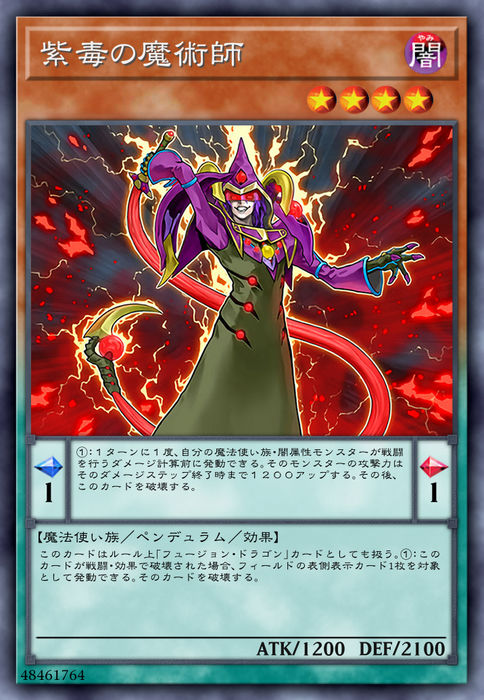 紫毒の魔術師
やみ
闇
①:1ターンに1度、自分の魔法使い族・闇属性モンスターが戦闘
を行うダメージ計算前に発動できる。そのモンスターの攻撃力は
そのダメージステップ終了時まで1200アップする。その後、
このカードを破壊する。
1
1
【魔法使い族/ペンデュラム/効果】
このカードはルール上「フュージョン・ドラゴン」カードとしても扱う。①:この
カードが戦闘・効果で破壊された場合、フィールドの表側表示カード1枚を対象
として発動できる。そのカードを破壊する。
ATK/1200 DEF/2100
48461764